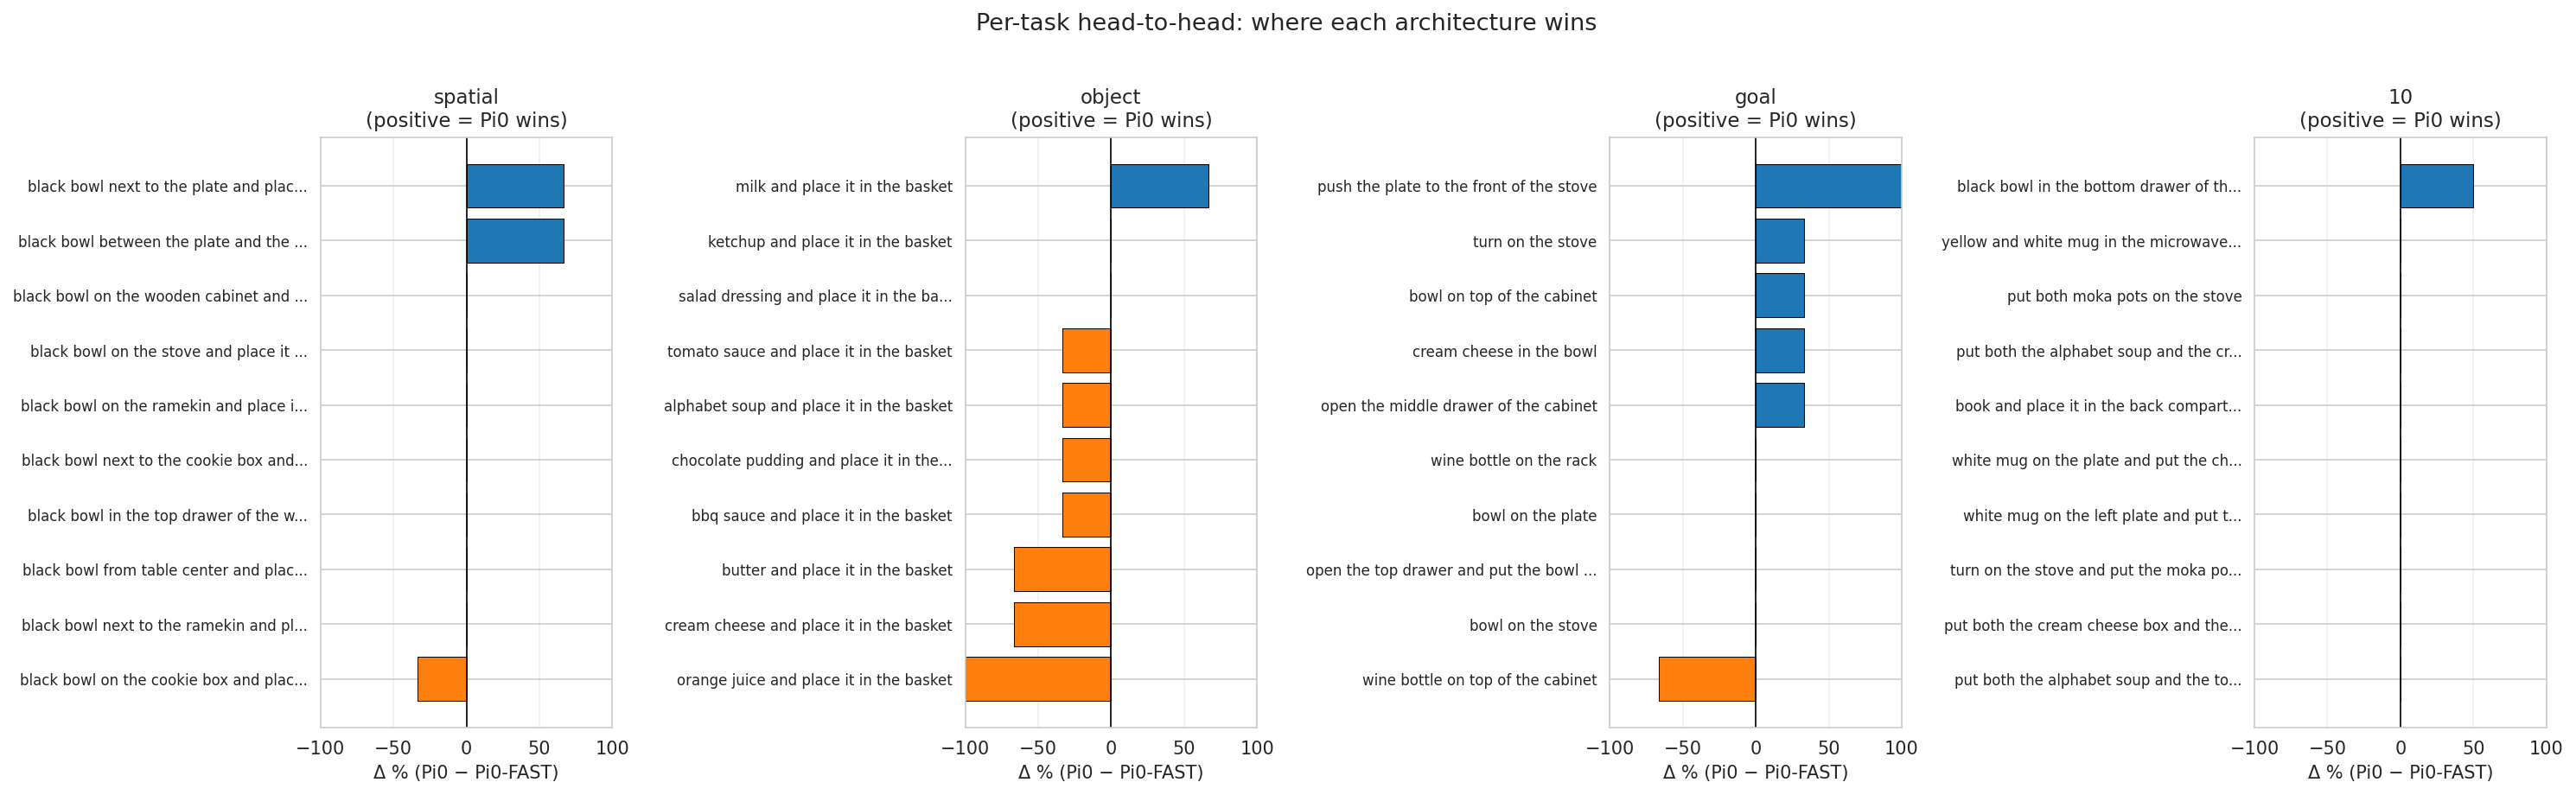 Per-task head-to-head: where each architecture wins
spatial
(positive = Pi0 wins)
black bowl next to the plate and plac...
black bowl between the plate and the ...
black bowl on the wooden cabinet and ...
black bowl on the stove and place it ...
black bowl on the ramekin and place i...
black bowl next to the cookie box and...
black bowl in the top drawer of the w...
black bowl from table center and plac...
black bowl next to the ramekin and pl...
black bowl on the cookie box and plac...
−100 −50 0 50 100
Δ % (Pi0 − Pi0-FAST)
object
(positive = Pi0 wins)
milk and place it in the basket
ketchup and place it in the basket
salad dressing and place it in the ba...
tomato sauce and place it in the basket
alphabet soup and place it in the basket
chocolate pudding and place it in the...
bbq sauce and place it in the basket
butter and place it in the basket
cream cheese and place it in the basket
orange juice and place it in the basket
−100 −50 0 50 100
Δ % (Pi0 − Pi0-FAST)
goal
(positive = Pi0 wins)
push the plate to the front of the stove
turn on the stove
bowl on top of the cabinet
cream cheese in the bowl
open the middle drawer of the cabinet
wine bottle on the rack
bowl on the plate
open the top drawer and put the bowl ...
bowl on the stove
wine bottle on top of the cabinet
−100 −50 0 50 100
Δ % (Pi0 − Pi0-FAST)
10
(positive = Pi0 wins)
black bowl in the bottom drawer of th...
yellow and white mug in the microwave...
put both moka pots on the stove
put both the alphabet soup and the cr...
book and place it in the back compart...
white mug on the plate and put the ch...
white mug on the left plate and put t...
turn on the stove and put the moka po...
put both the cream cheese box and the...
put both the alphabet soup and the to...
−100 −50 0 50 100
Δ % (Pi0 − Pi0-FAST)